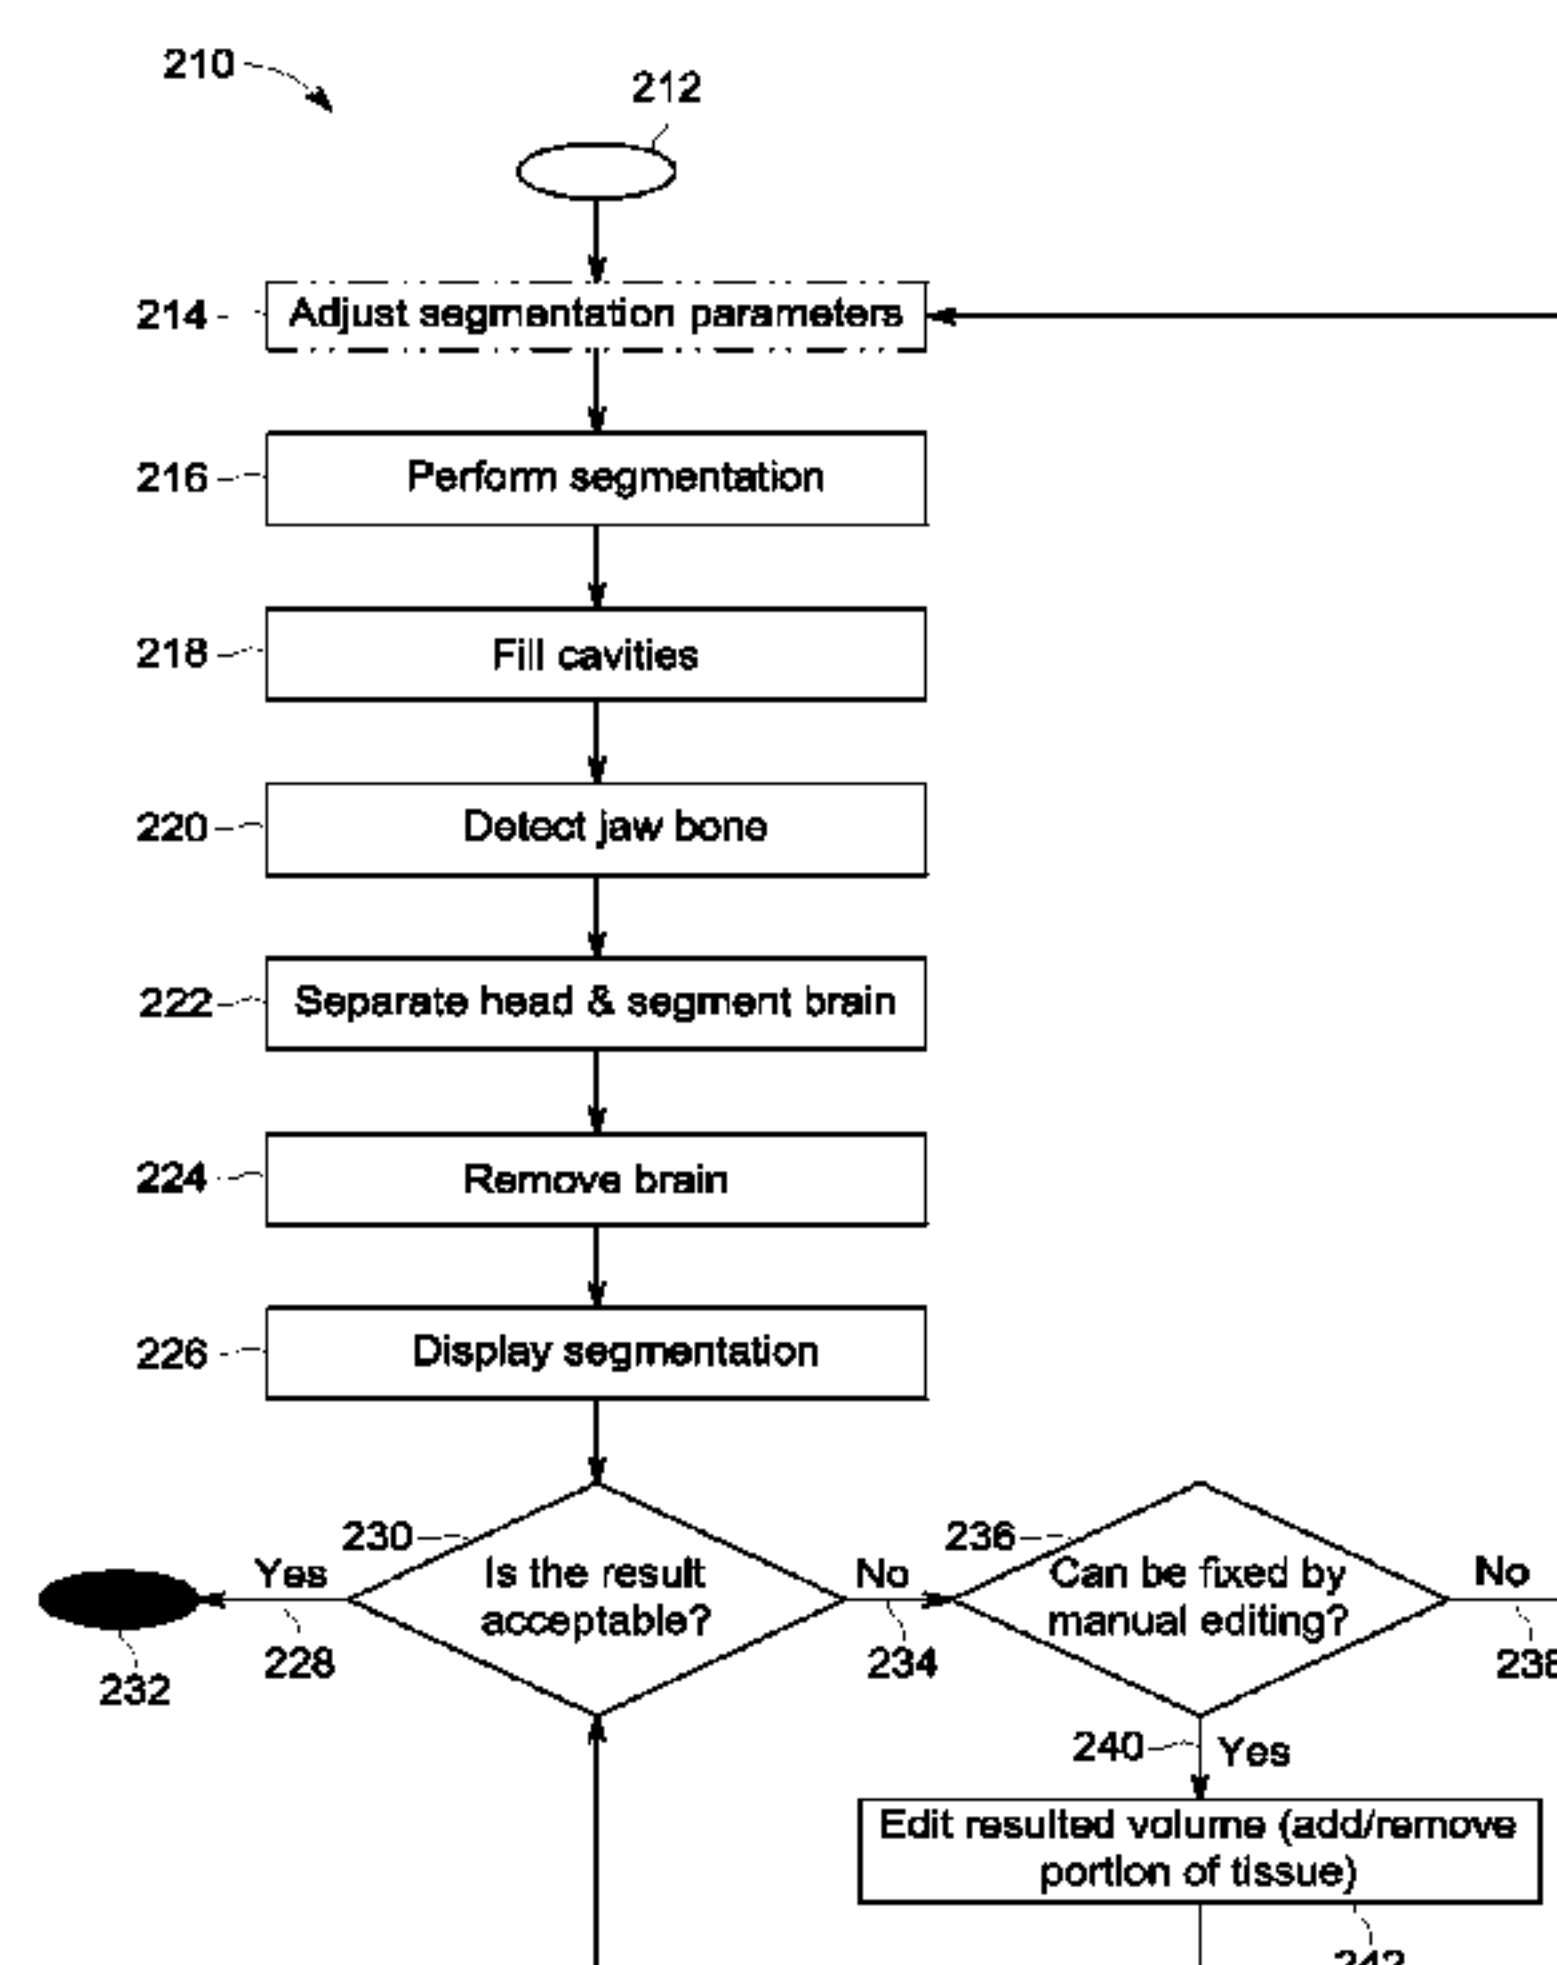 210
212
214
Adjust segmentation parameters
216
Perform segmentation
218
Fill cavities
220
Detect jaw bone
222
Separate head & segment brain
224
Remove brain
226
Display segmentation
230
Is the result
acceptable?
Yes
228
232
No
234
236
Can be fixed by
manual editing?
No
240
Yes
Edit resulted volume (add/remove
portion of tissue)